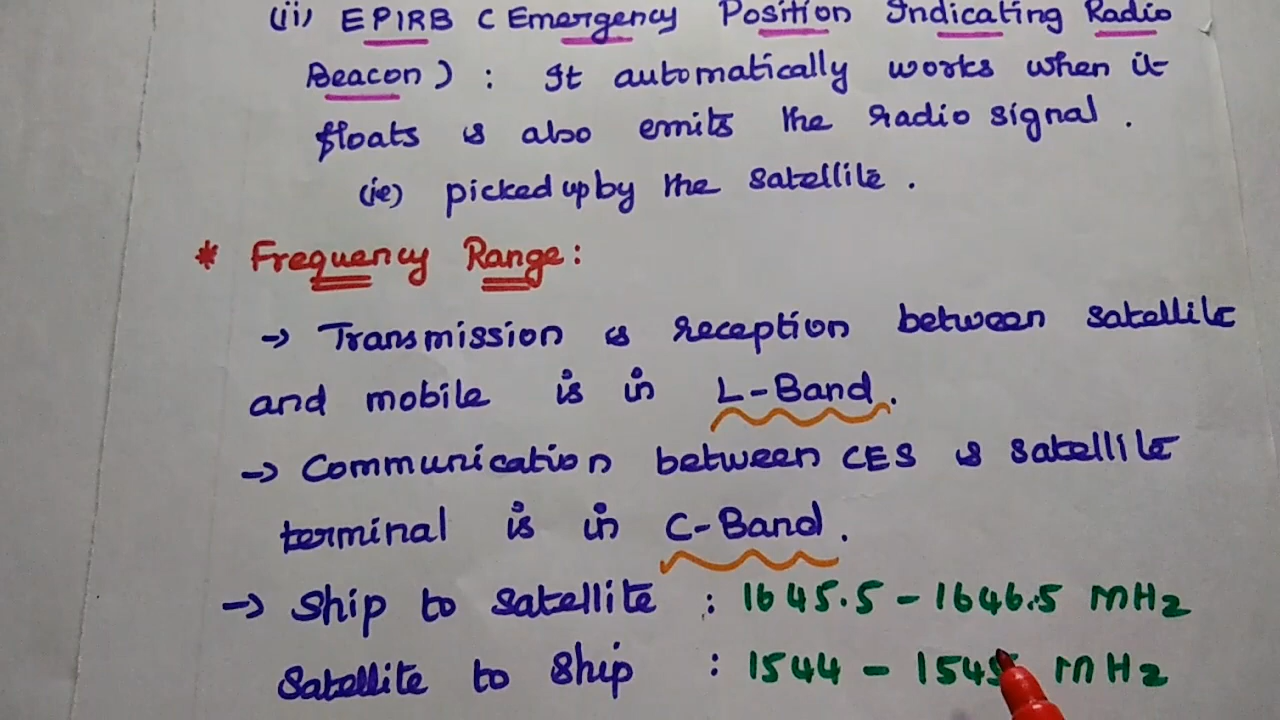 (ii) EPIRB ( Emergency Position Indicating Radio
Beacon) : It automatically works when it
floats & also emits the radio signal .
(ie) picked up by the satellite .
* Frequency Range :
→ Transmission & reception between satellite
and mobile is in L-Band .
→ Communication between CES & satellite
terminal is in C-Band .
→ Ship to satellite : 1645.5 - 1646.5 MHz
Satellite to ship : 1544 - 1545 MHz